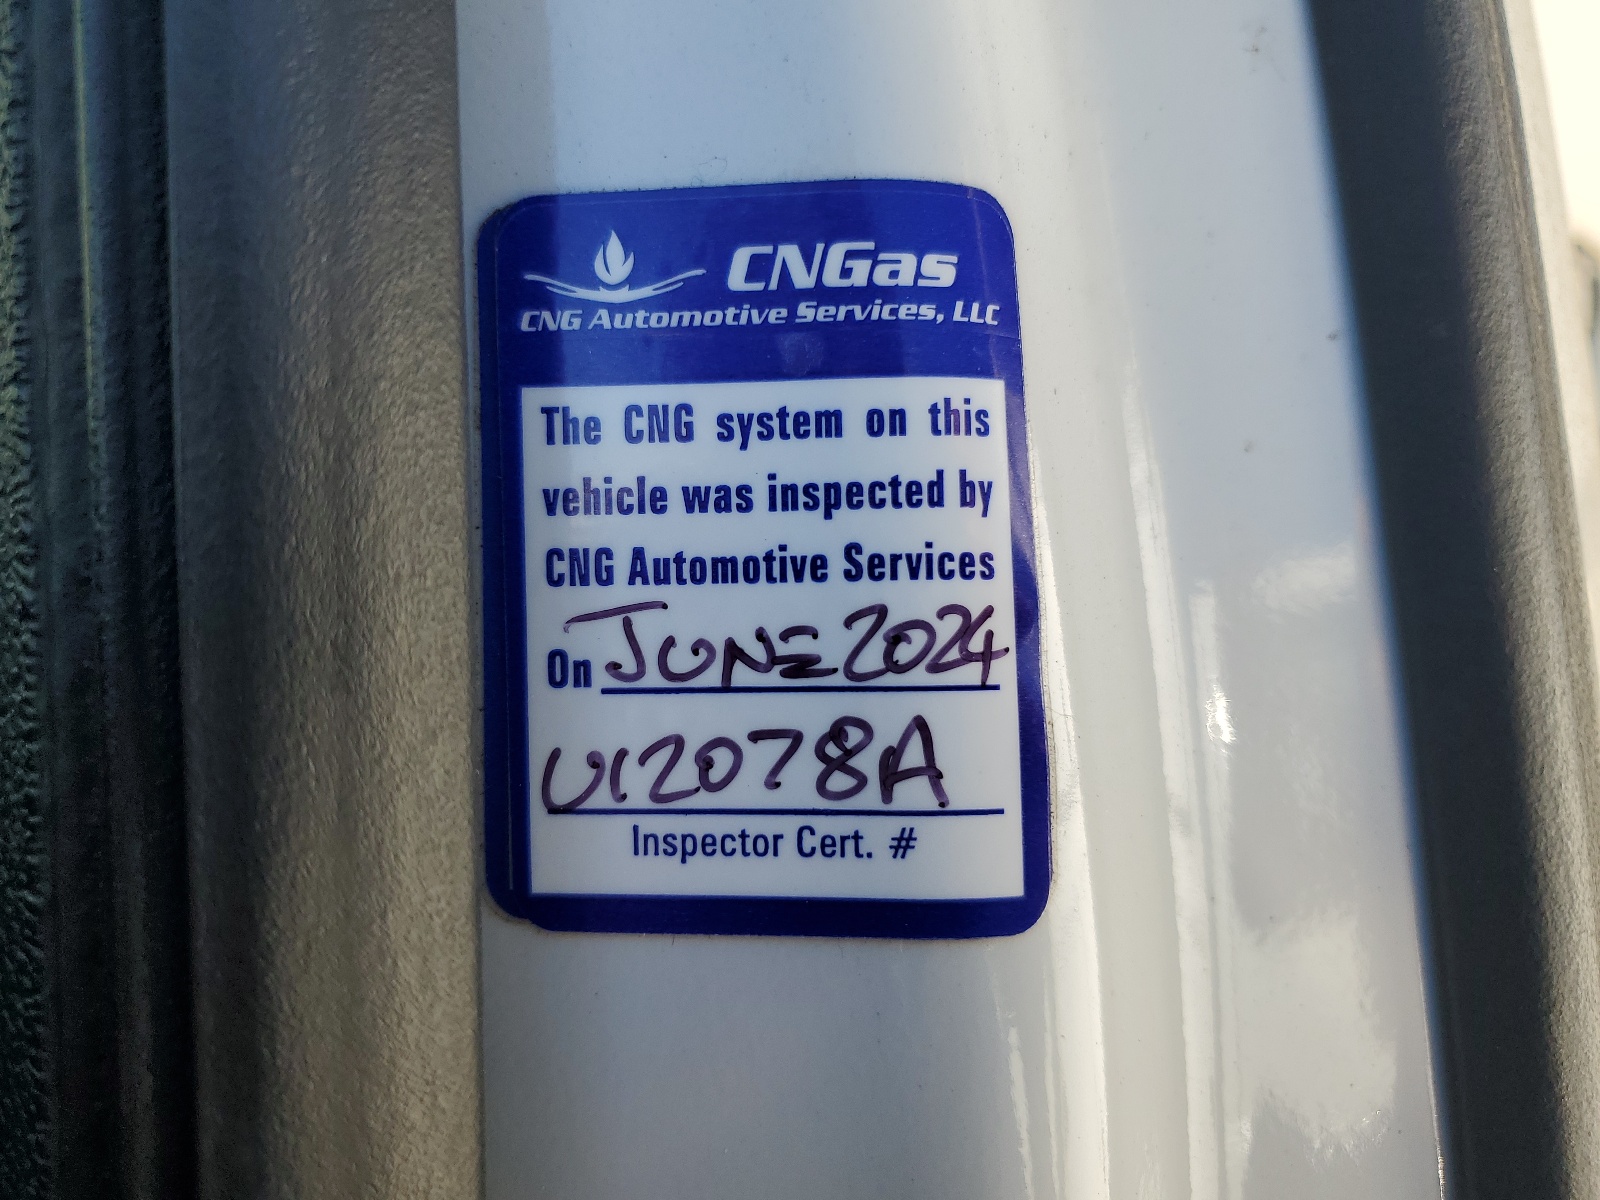 CNGas
CNG Automotive Services, LLC
The CNG system on this
vehicle was inspected by
CNG Automotive Services
On JUNE 2024
U12078A
Inspector Cert. #